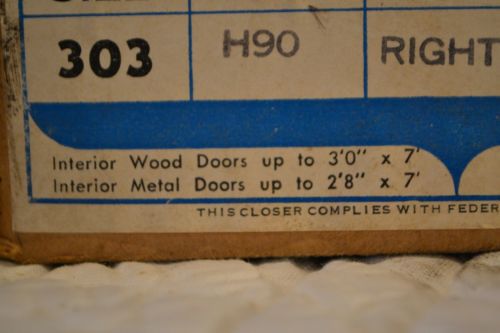 303 H90 RIGHT
Interior Wood Doors up to 3'0" x 7'
Interior Metal Doors up to 2'8" x 7'
THIS CLOSER COMPLIES WITH FEDER